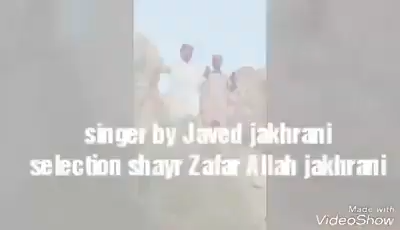 singer by Javed jakhrani
selection shayr Zafar Allah jakhrani
Made with
VideoShow